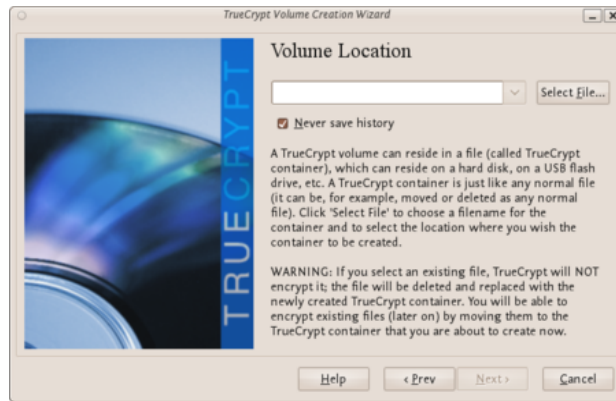 TrueCrypt Volume Creation Wizard
TRUECRYPT
Volume Location
Select File...
Never save history
A TrueCrypt volume can reside in a file (called TrueCrypt
container), which can reside on a hard disk, on a USB flash
drive, etc. A TrueCrypt container is just like any normal file
(it can be, for example, moved or deleted as any normal
file). Click 'Select File' to choose a filename for the
container and to select the location where you wish the
container to be created.
WARNING: If you select an existing file, TrueCrypt will NOT
encrypt it; the file will be deleted and replaced with the
newly created TrueCrypt container. You will be able to
encrypt existing files (later on) by moving them to the
TrueCrypt container that you are about to create now.
Help
< Prev
Next >
Cancel